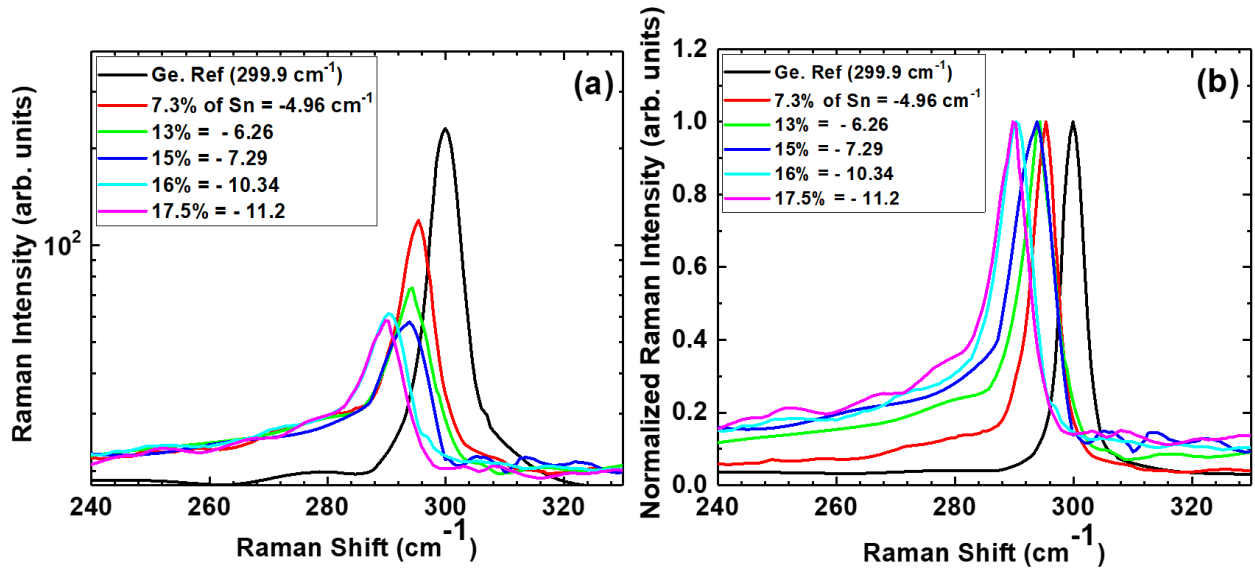 (a)
Ge. Ref (299.9 cm⁻¹)
7.3% of Sn = -4.96 cm⁻¹
13% = - 6.26
15% = - 7.29
16% = - 10.34
17.5% = - 11.2
Raman Intensity (arb. units)
10²
240 260 280 300 320
Raman Shift (cm⁻¹)
(b)
Ge. Ref (299.9 cm⁻¹)
7.3% of Sn = -4.96 cm⁻¹
13% = - 6.26
15% = - 7.29
16% = - 10.34
17.5% = - 11.2
Normalized Raman Intensity (arb. units)
1.2
1.0
0.8
0.6
0.4
0.2
0.0
240 260 280 300 320
Raman Shift (cm⁻¹)